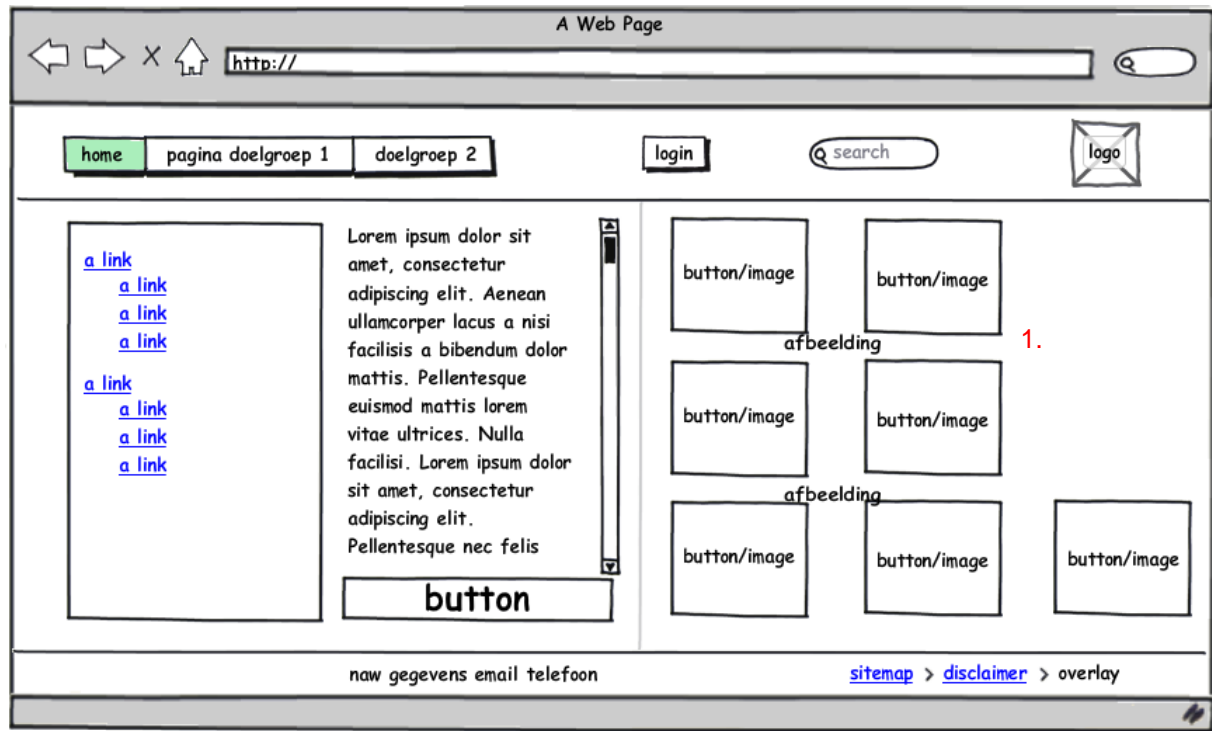 A Web Page
http://
home
pagina doelgroep 1
doelgroep 2
login
search
logo
a link
a link
a link
a link
a link
a link
a link
a link
Lorem ipsum dolor sit
amet, consectetur
adipiscing elit. Aenean
ullamcorper lacus a nisi
facilisis a bibendum dolor
mattis. Pellentesque
euismod mattis lorem
vitae ultrices. Nulla
facilisi. Lorem ipsum dolor
sit amet, consectetur
adipiscing elit.
Pellentesque nec felis
button
button/image
button/image
afbeelding
1.
button/image
button/image
afbeelding
button/image
button/image
button/image
naw gegevens email telefoon
sitemap > disclaimer > overlay